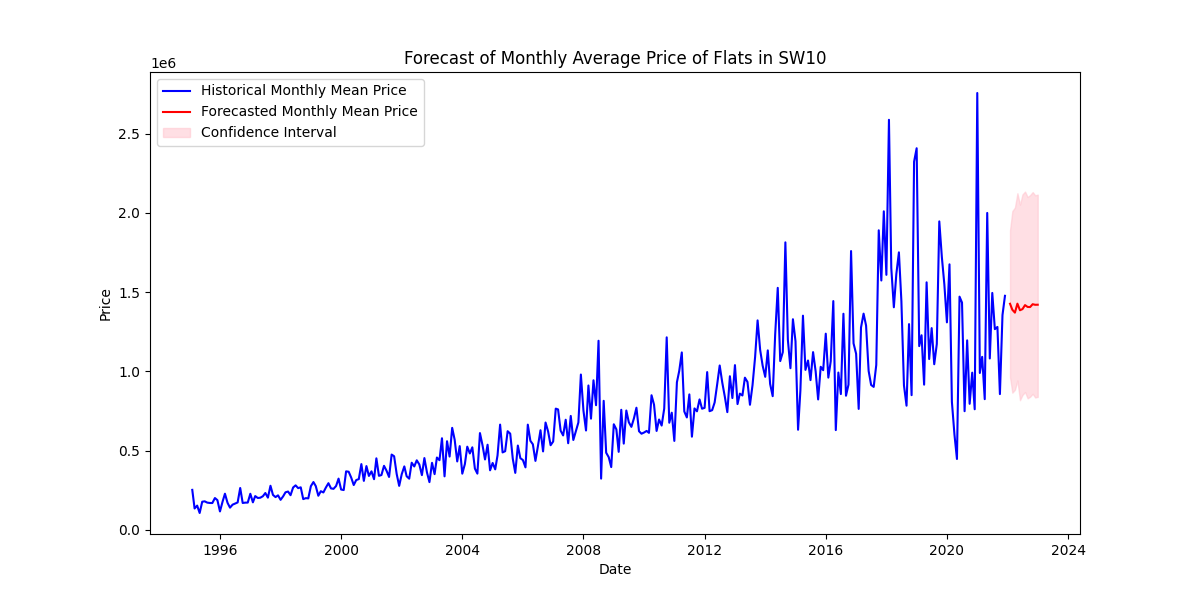 Forecast of Monthly Average Price of Flats in SW10
1e6
Historical Monthly Mean Price
Forecasted Monthly Mean Price
Confidence Interval
2.5
2.0
1.5
1.0
0.5
0.0
Price
1996 2000 2004 2008 2012 2016 2020 2024
Date